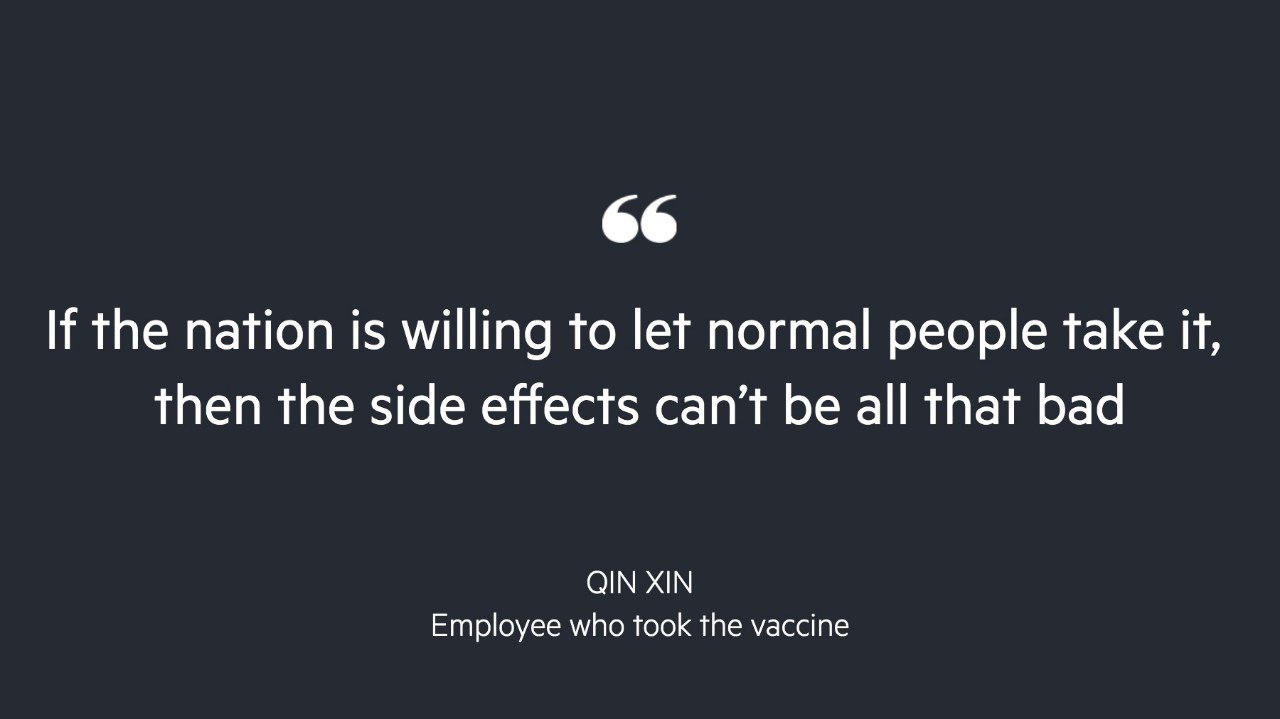 “
If the nation is willing to let normal people take it,
then the side effects can’t be all that bad
QIN XIN
Employee who took the vaccine